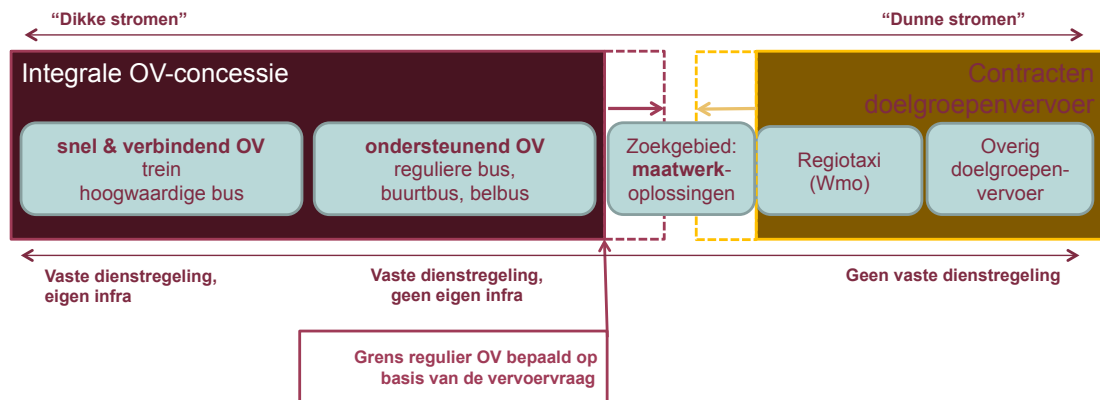 “Dikke stromen”
“Dunne stromen”
Integrale OV-concessie
Contracten
doelgroepenvervoer
snel & verbindend OV
trein
hoogwaardige bus
ondersteunend OV
reguliere bus,
buurtbus, belbus
Zoekgebied:
maatwerk-
oplossingen
Regiotaxi
(Wmo)
Overig
doelgroepen-
vervoer
Vaste dienstregeling,
eigen infra
Vaste dienstregeling,
geen eigen infra
Geen vaste dienstregeling
Grens regulier OV bepaald op
basis van de vervoervraag